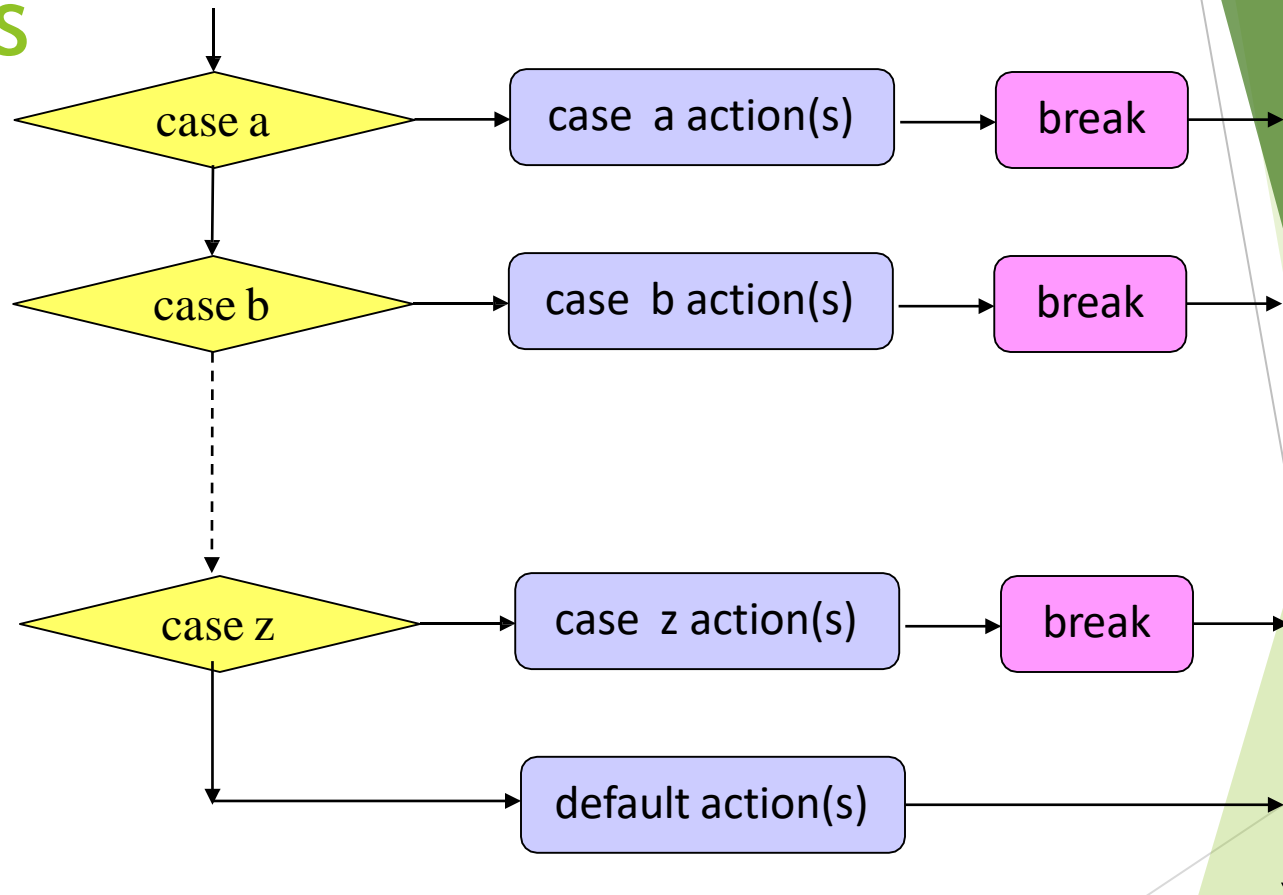 s
case a
case a action(s)
break
case b
case b action(s)
break
case z
case z action(s)
break
default action(s)